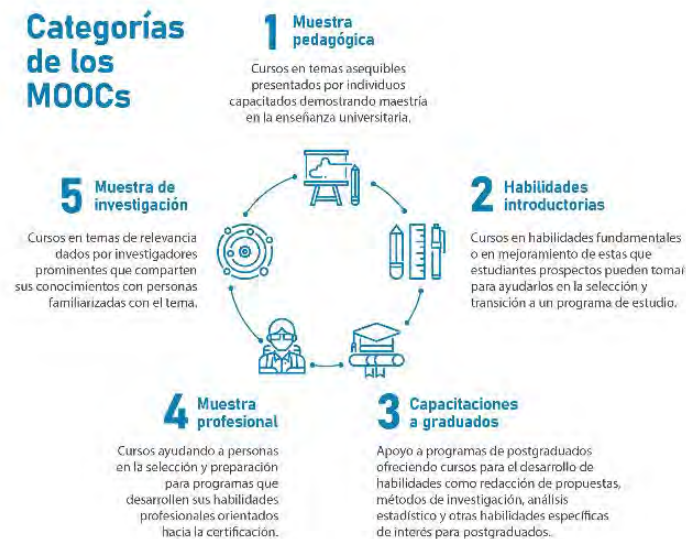 Categorías
de los
MOOCs
1 Muestra
pedagógica
Cursos en temas asequibles
presentados por individuos
capacitados demostrando maestría
en la enseñanza universitaria.
2 Habilidades
introductorias
Cursos en habilidades fundamentales
o en mejoramiento de estas que
estudiantes prospectos pueden tomar
para ayudarlos en la selección y
transición a un programa de estudio.
3 Capacitaciones
a graduados
Apoyo a programas de postgraduados
ofreciendo cursos para el desarrollo de
habilidades como redacción de propuestas,
métodos de investigación, análisis
estadístico y otras habilidades específicas
de interés para postgraduados.
4 Muestra
profesional
Cursos ayudando a personas
en la selección y preparación
para programas que
desarrollen sus habilidades
profesionales orientados
hacia la certificación.
5 Muestra de
investigación
Cursos en temas de relevancia
dados por investigadores
prominentes que comparten
sus conocimientos con personas
familiarizadas con el tema.